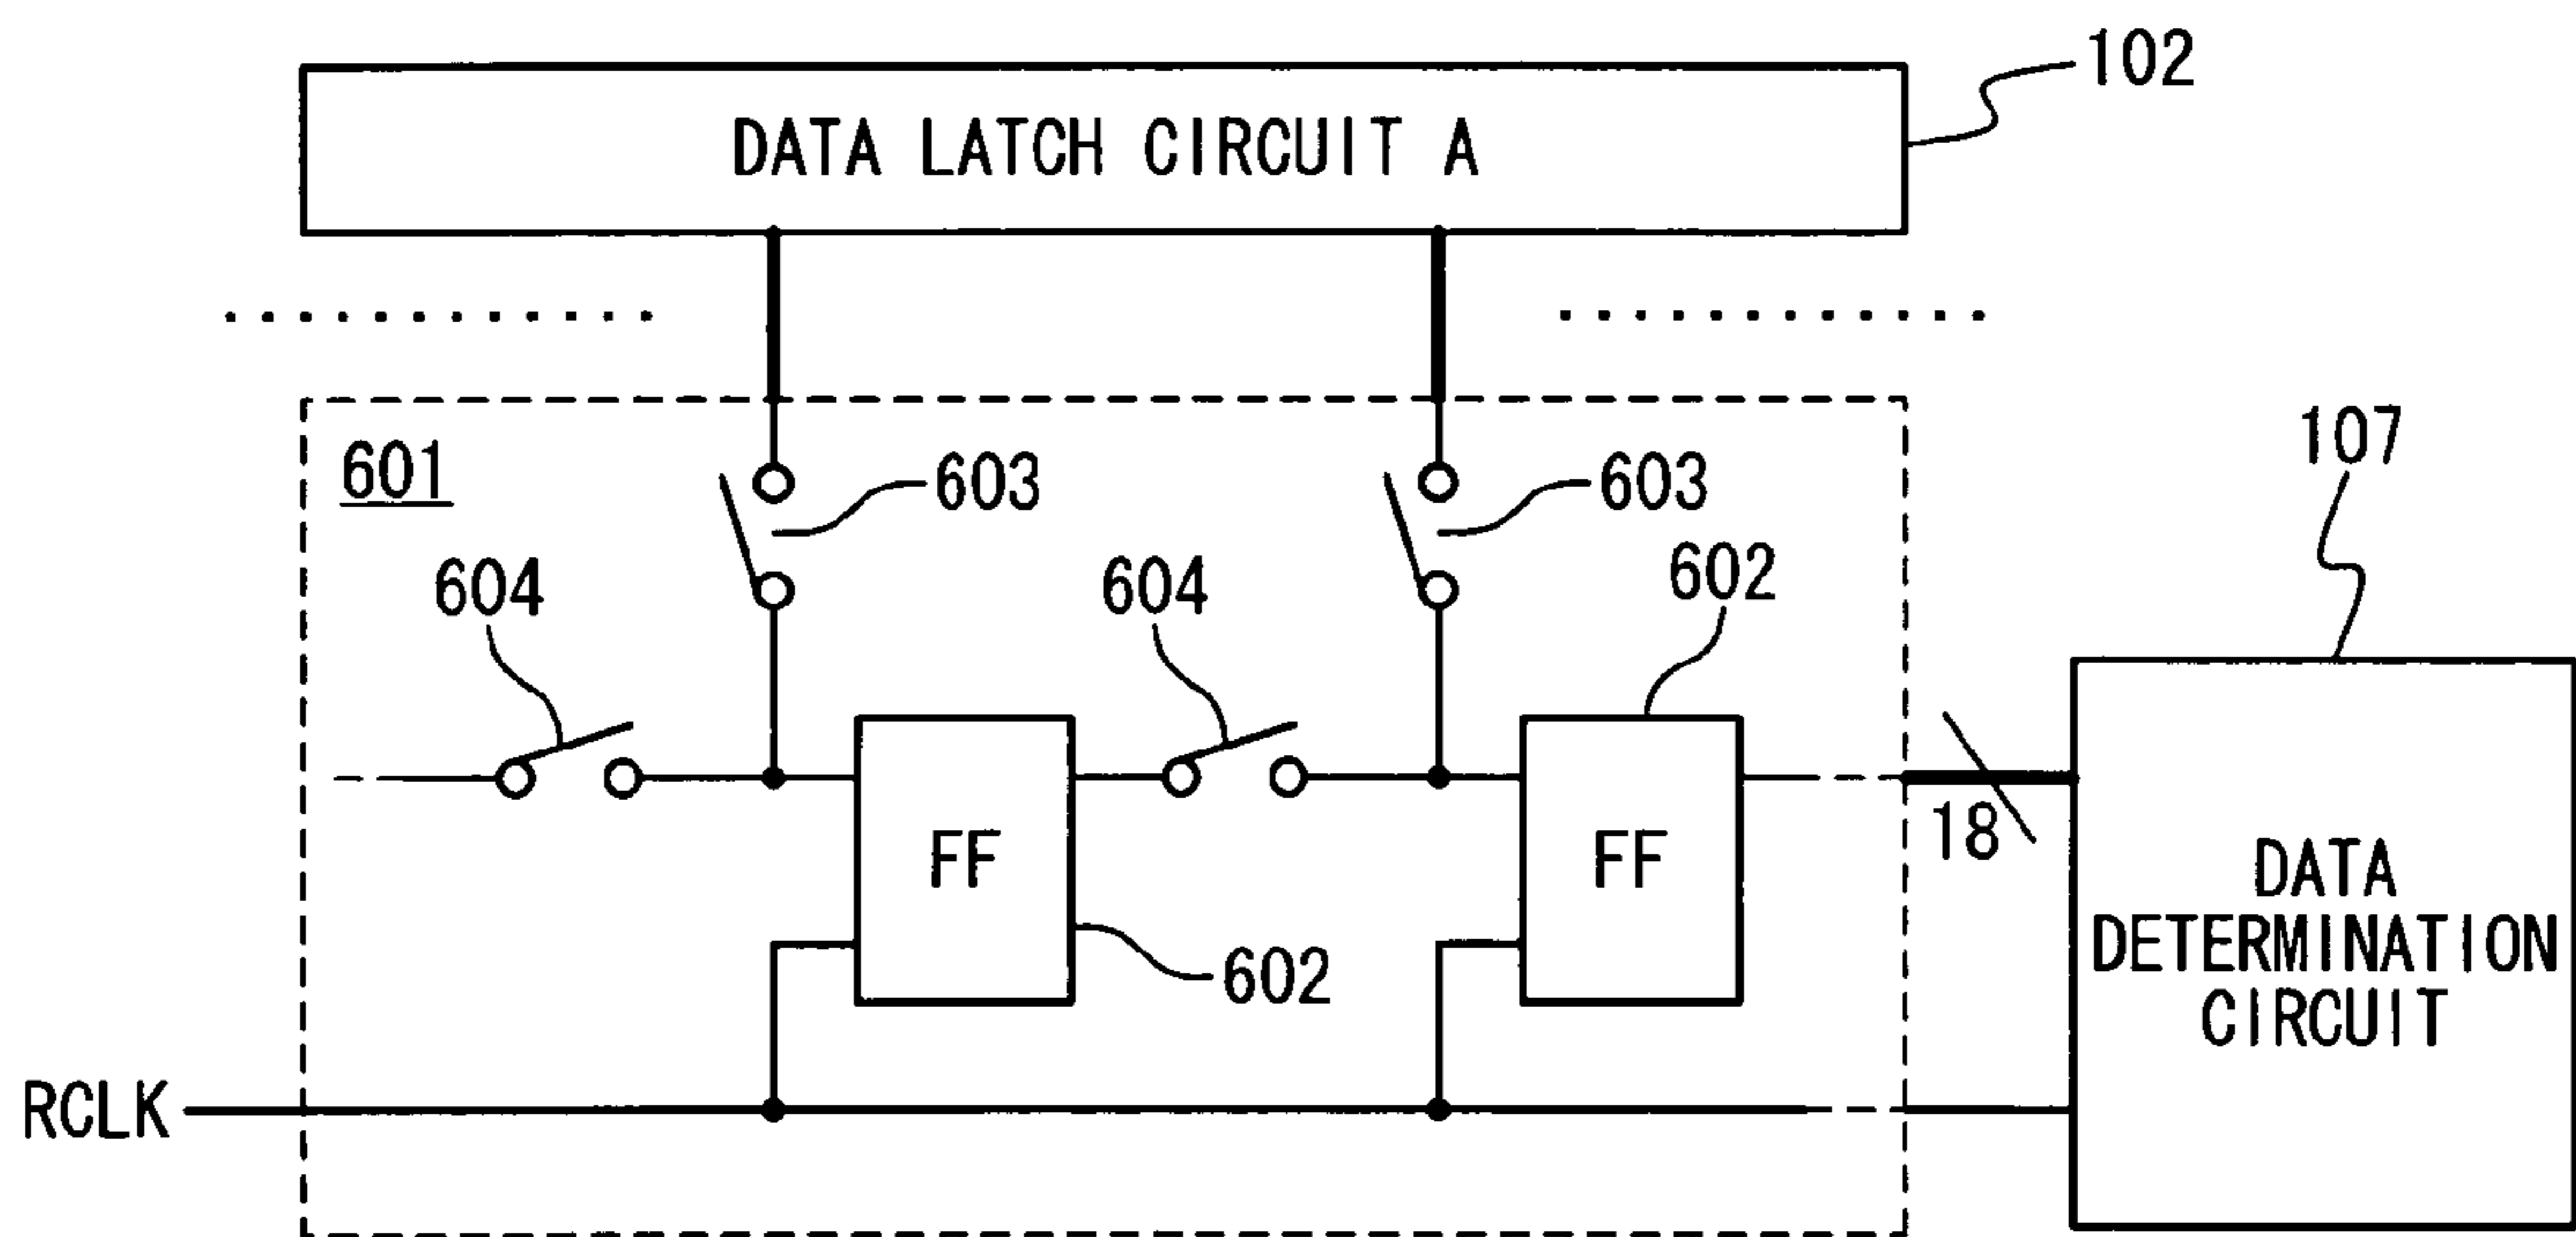 102
DATA LATCH CIRCUIT A
107
601
603
603
604
604
602
18
FF
FF
DATA
DETERMINATION
CIRCUIT
602
RCLK